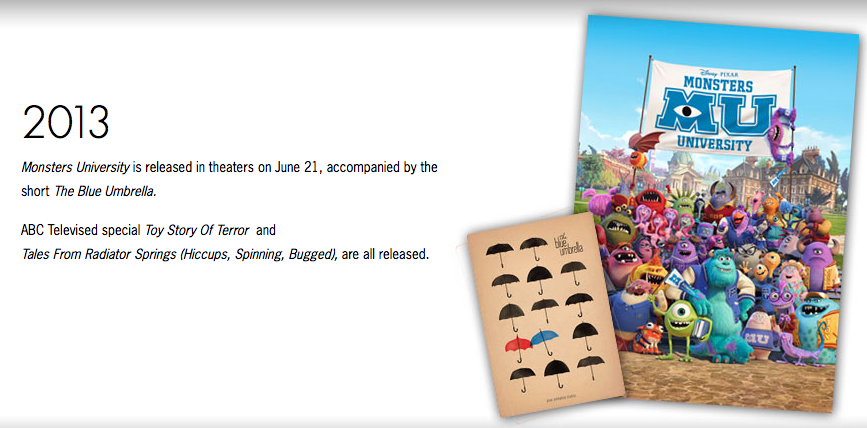 2013
Monsters University is released in theaters on June 21, accompanied by the
short The Blue Umbrella.
ABC Televised special Toy Story Of Terror and
Tales From Radiator Springs (Hiccups, Spinning, Bugged), are all released.
the
blue
umbrella
Disney PIXAR
MONSTERS
MU
UNIVERSITY
MU
MU